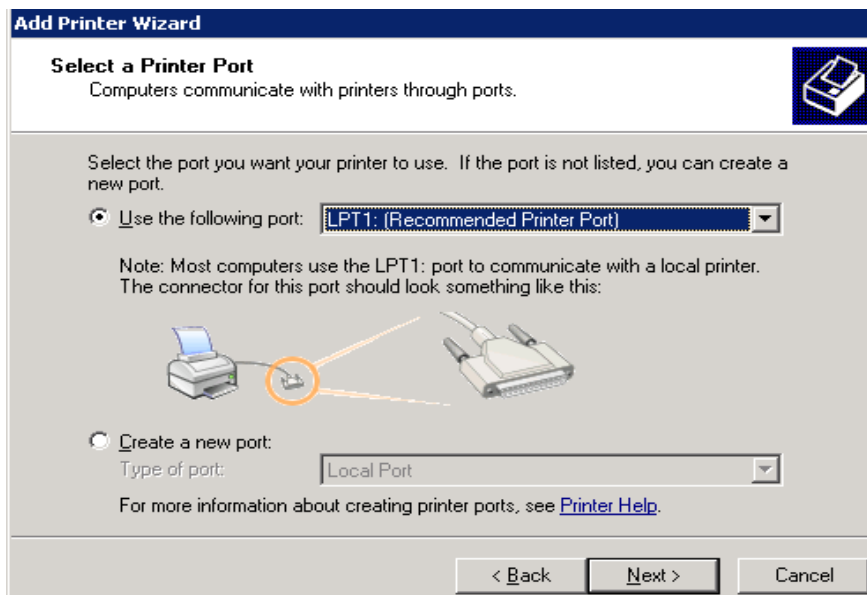 Add Printer Wizard
Select a Printer Port
Computers communicate with printers through ports.
Select the port you want your printer to use. If the port is not listed, you can create a
new port.
Use the following port: LPT1: (Recommended Printer Port)
Note: Most computers use the LPT1: port to communicate with a local printer.
The connector for this port should look something like this:
Create a new port:
Type of port: Local Port
For more information about creating printer ports, see Printer Help.
< Back Next > Cancel